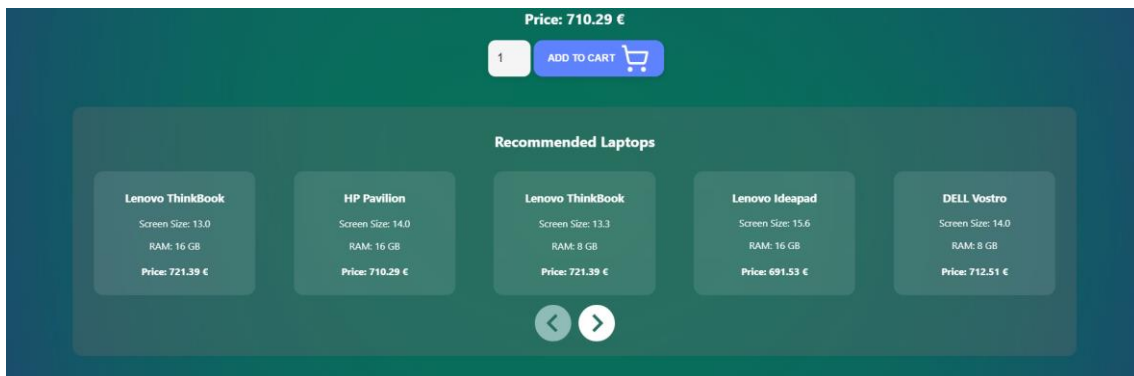 Price: 710.29 €
1
ADD TO CART
Recommended Laptops
Lenovo ThinkBook
Screen Size: 13.0
RAM: 16 GB
Price: 721.39 €
HP Pavilion
Screen Size: 14.0
RAM: 16 GB
Price: 710.29 €
Lenovo ThinkBook
Screen Size: 13.3
RAM: 8 GB
Price: 721.39 €
Lenovo Ideapad
Screen Size: 15.6
RAM: 16 GB
Price: 691.53 €
DELL Vostro
Screen Size: 14.0
RAM: 8 GB
Price: 712.51 €